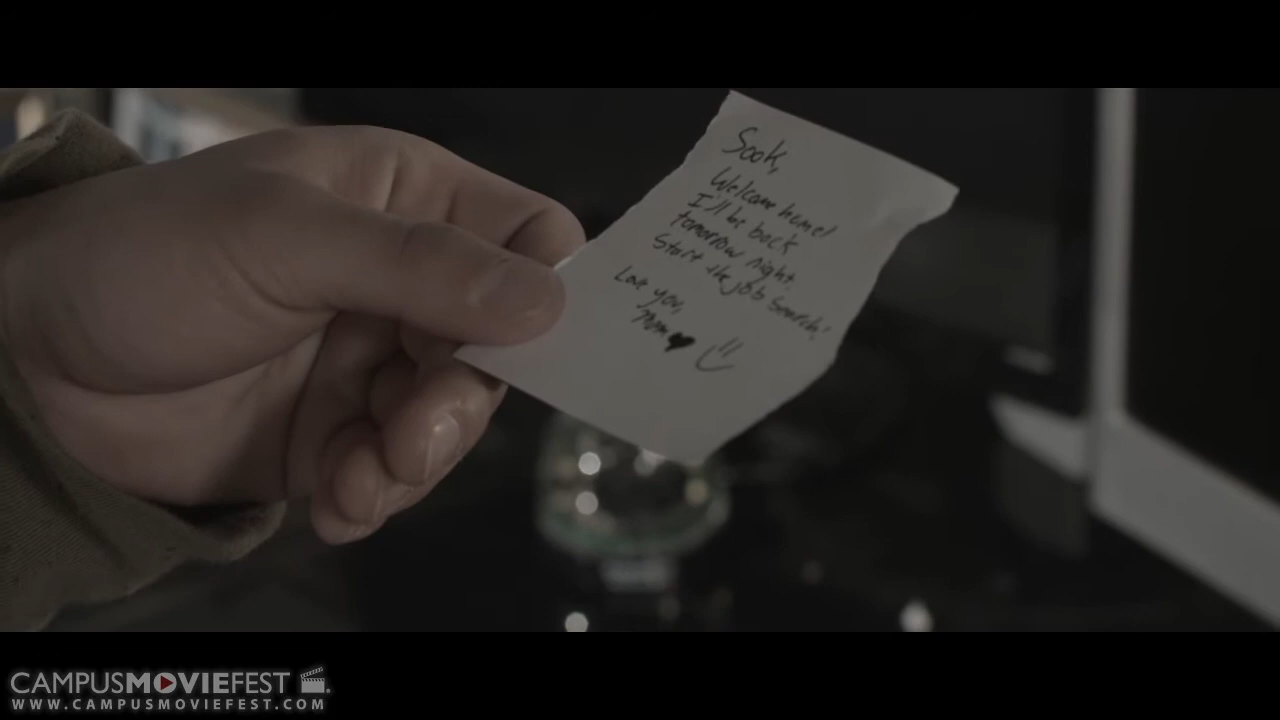 Sook,
Welcome home!
I'll be back
tomorrow night.
Start the job search!
Love you,
Mom ♥
CAMPUSMOVIEFEST
WWW.CAMPUSMOVIEFEST.COM